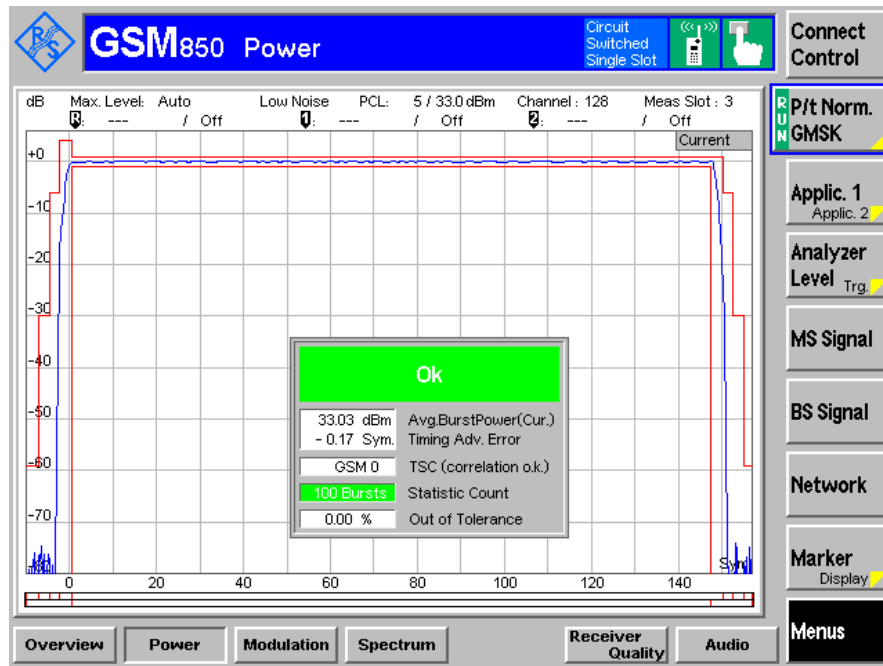 R&S
GSM850 Power
Circuit
Switched
Single Slot
Connect
Control
dB Max. Level: Auto Low Noise PCL: 5 / 33.0 dBm Channel : 128 Meas Slot : 3
R: --- / Off 1: --- / Off 2: --- / Off
Current
RUN
P/t Norm.
GMSK
Applic. 1
Applic. 2
Analyzer
Level Trg.
MS Signal
BS Signal
Network
Marker
Display
Menus
+0
-10
-20
-30
-40
-50
-60
-70
Ok
33.03 dBm Avg.BurstPower(Cur.)
- 0.17 Sym. Timing Adv. Error
GSM 0 TSC (correlation o.k.)
100 Bursts Statistic Count
0.00 % Out of Tolerance
Sym
0 20 40 60 80 100 120 140
Overview Power Modulation Spectrum Receiver Quality Audio